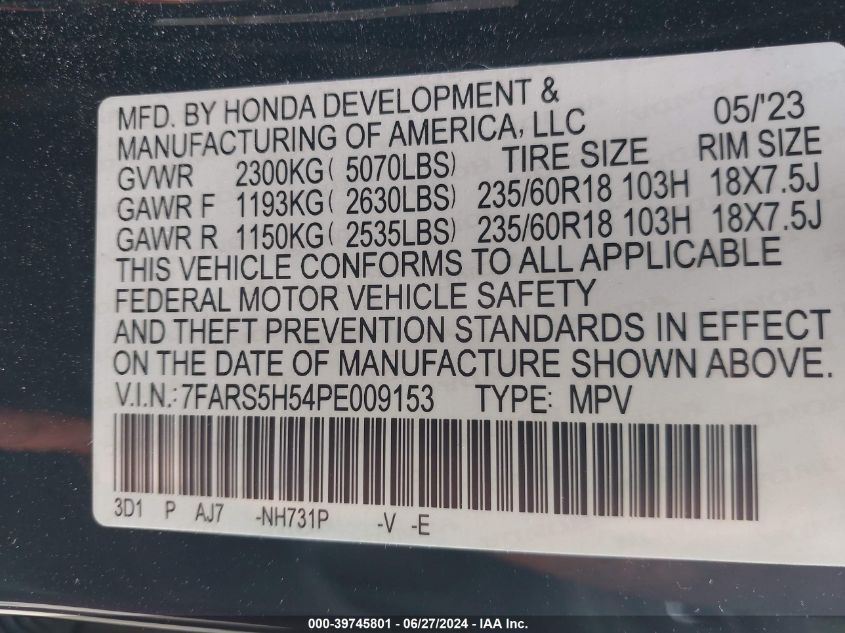 MFD. BY HONDA DEVELOPMENT &
MANUFACTURING OF AMERICA, LLC 05/'23
GVWR 2300KG( 5070LBS) TIRE SIZE RIM SIZE
GAWR F 1193KG( 2630LBS) 235/60R18 103H 18X7.5J
GAWR R 1150KG( 2535LBS) 235/60R18 103H 18X7.5J
THIS VEHICLE CONFORMS TO ALL APPLICABLE
FEDERAL MOTOR VEHICLE SAFETY
AND THEFT PREVENTION STANDARDS IN EFFECT
ON THE DATE OF MANUFACTURE SHOWN ABOVE.
V.I.N.:7FARS5H54PE009153 TYPE: MPV
3D1 P AJ7 -NH731P -V -E
000-39745801 - 06/27/2024 - IAA Inc.